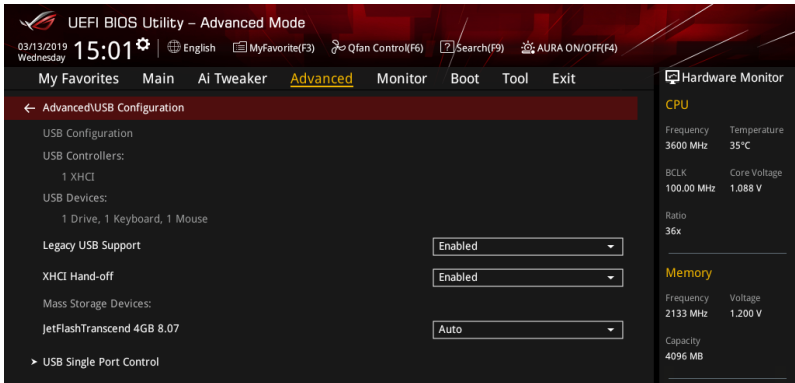 UEFI BIOS Utility – Advanced Mode
03/13/2019 Wednesday 15:01 English MyFavorite(F3) Qfan Control(F6) ? Search(F9) AURA ON/OFF(F4)
My Favorites Main Ai Tweaker Advanced Monitor Boot Tool Exit
Hardware Monitor
← Advanced\USB Configuration
USB Configuration
USB Controllers:
1 XHCI
USB Devices:
1 Drive, 1 Keyboard, 1 Mouse
Legacy USB Support Enabled
XHCI Hand-off Enabled
Mass Storage Devices:
JetFlashTranscend 4GB 8.07 Auto
> USB Single Port Control
CPU
Frequency Temperature
3600 MHz 35°C
BCLK Core Voltage
100.00 MHz 1.088 V
Ratio
36x
Memory
Frequency Voltage
2133 MHz 1.200 V
Capacity
4096 MB